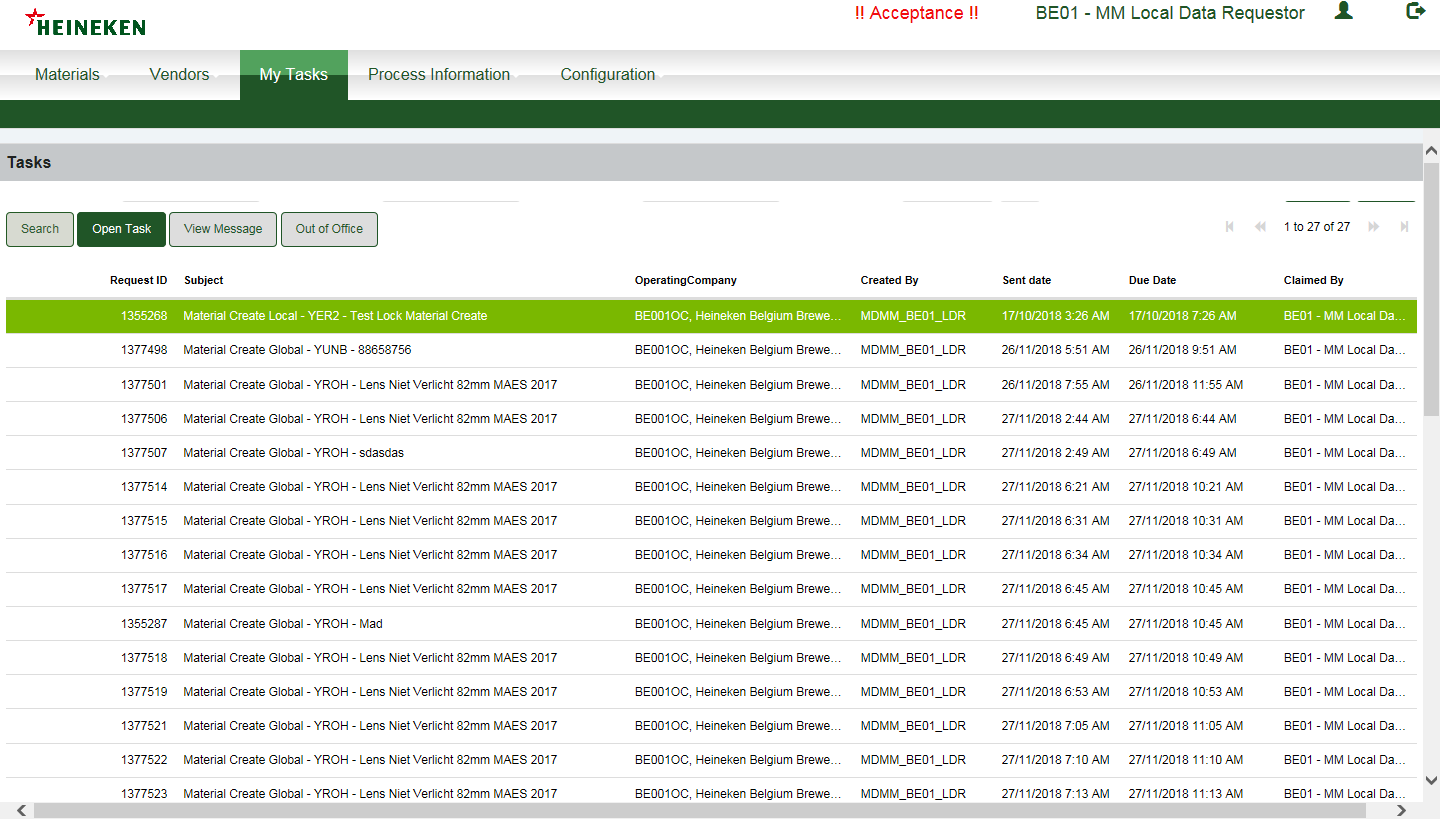 HEINEKEN
!! Acceptance !! BE01 - MM Local Data Requestor
Materials Vendors My Tasks Process Information Configuration
Tasks
Search Open Task View Message Out of Office 1 to 27 of 27
Request ID Subject OperatingCompany Created By Sent date Due Date Claimed By
1355268 Material Create Local - YER2 - Test Lock Material Create BE001OC, Heineken Belgium Brewe... MDMM_BE01_LDR 17/10/2018 3:26 AM 17/10/2018 7:26 AM BE01 - MM Local Da...
1377498 Material Create Global - YUNB - 88658756 BE001OC, Heineken Belgium Brewe... MDMM_BE01_LDR 26/11/2018 5:51 AM 26/11/2018 9:51 AM BE01 - MM Local Da...
1377501 Material Create Global - YROH - Lens Niet Verlicht 82mm MAES 2017 BE001OC, Heineken Belgium Brewe... MDMM_BE01_LDR 26/11/2018 7:55 AM 26/11/2018 11:55 AM BE01 - MM Local Da...
1377506 Material Create Global - YROH - Lens Niet Verlicht 82mm MAES 2017 BE001OC, Heineken Belgium Brewe... MDMM_BE01_LDR 27/11/2018 2:44 AM 27/11/2018 6:44 AM BE01 - MM Local Da...
1377507 Material Create Global - YROH - sdasdas BE001OC, Heineken Belgium Brewe... MDMM_BE01_LDR 27/11/2018 2:49 AM 27/11/2018 6:49 AM BE01 - MM Local Da...
1377514 Material Create Global - YROH - Lens Niet Verlicht 82mm MAES 2017 BE001OC, Heineken Belgium Brewe... MDMM_BE01_LDR 27/11/2018 6:21 AM 27/11/2018 10:21 AM BE01 - MM Local Da...
1377515 Material Create Global - YROH - Lens Niet Verlicht 82mm MAES 2017 BE001OC, Heineken Belgium Brewe... MDMM_BE01_LDR 27/11/2018 6:31 AM 27/11/2018 10:31 AM BE01 - MM Local Da...
1377516 Material Create Global - YROH - Lens Niet Verlicht 82mm MAES 2017 BE001OC, Heineken Belgium Brewe... MDMM_BE01_LDR 27/11/2018 6:34 AM 27/11/2018 10:34 AM BE01 - MM Local Da...
1377517 Material Create Global - YROH - Lens Niet Verlicht 82mm MAES 2017 BE001OC, Heineken Belgium Brewe... MDMM_BE01_LDR 27/11/2018 6:45 AM 27/11/2018 10:45 AM BE01 - MM Local Da...
1355287 Material Create Global - YROH - Mad BE001OC, Heineken Belgium Brewe... MDMM_BE01_LDR 27/11/2018 6:45 AM 27/11/2018 10:45 AM BE01 - MM Local Da...
1377518 Material Create Global - YROH - Lens Niet Verlicht 82mm MAES 2017 BE001OC, Heineken Belgium Brewe... MDMM_BE01_LDR 27/11/2018 6:49 AM 27/11/2018 10:49 AM BE01 - MM Local Da...
1377519 Material Create Global - YROH - Lens Niet Verlicht 82mm MAES 2017 BE001OC, Heineken Belgium Brewe... MDMM_BE01_LDR 27/11/2018 6:53 AM 27/11/2018 10:53 AM BE01 - MM Local Da...
1377521 Material Create Global - YROH - Lens Niet Verlicht 82mm MAES 2017 BE001OC, Heineken Belgium Brewe... MDMM_BE01_LDR 27/11/2018 7:05 AM 27/11/2018 11:05 AM BE01 - MM Local Da...
1377522 Material Create Global - YROH - Lens Niet Verlicht 82mm MAES 2017 BE001OC, Heineken Belgium Brewe... MDMM_BE01_LDR 27/11/2018 7:10 AM 27/11/2018 11:10 AM BE01 - MM Local Da...
1377523 Material Create Global - YROH - Lens Niet Verlicht 82mm MAES 2017 BE001OC, Heineken Belgium Brewe... MDMM_BE01_LDR 27/11/2018 7:13 AM 27/11/2018 11:13 AM BE01 - MM Local Da...